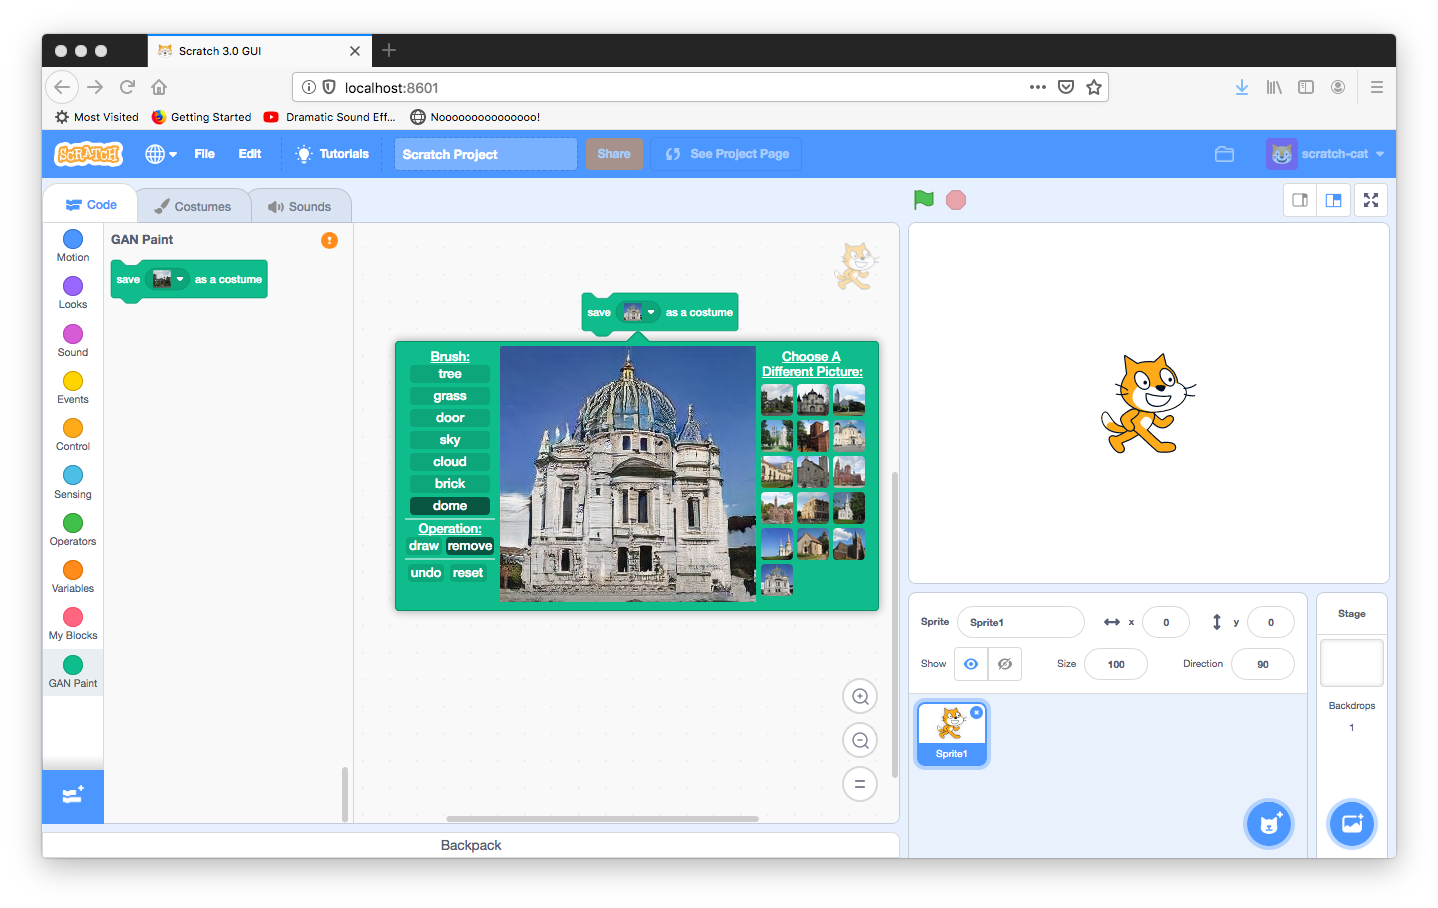 Scratch 3.0 GUI
localhost:8601
Most Visited
Getting Started
Dramatic Sound Eff...
Noooooooooooooo!
SCRATCH
File
Edit
Tutorials
Scratch Project
Share
See Project Page
scratch-cat
Code
Costumes
Sounds
Motion
Looks
Sound
Events
Control
Sensing
Operators
Variables
My Blocks
GAN Paint
GAN Paint
save as a costume
save as a costume
Brush:
tree
grass
door
sky
cloud
brick
dome
Operation:
draw remove
undo reset
Choose A
Different Picture:
Sprite Sprite1 x 0 y 0
Show Size 100 Direction 90
Sprite1
Stage
Backdrops
1
Backpack